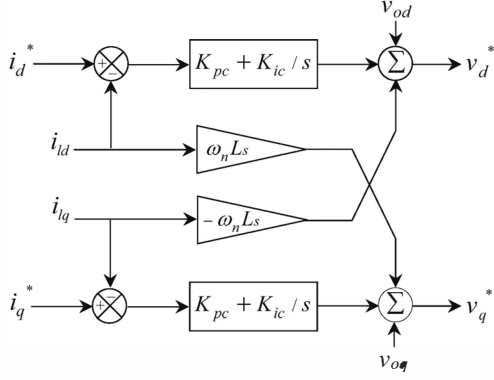 v_od
i_d^*
+
−
K_pc + K_ic / s
Σ
v_d^*
i_ld
ω_n L_s
i_lq
− ω_n L_s
i_q^*
+
−
K_pc + K_ic / s
Σ
v_q^*
v_oq